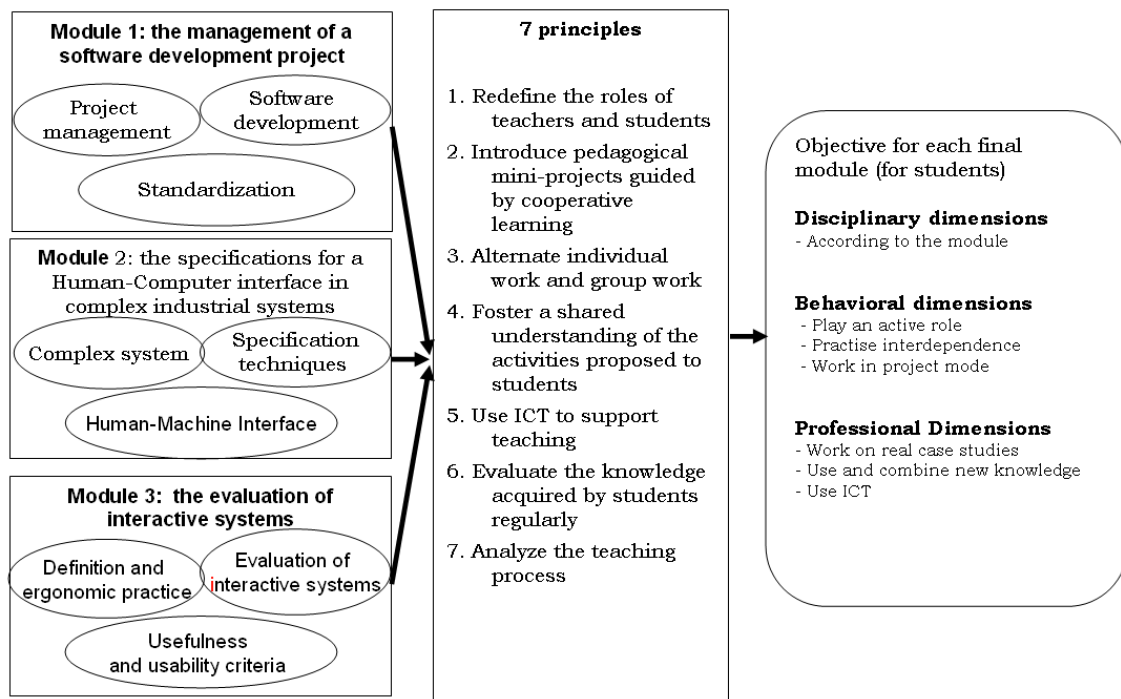 Module 1: the management of a
software development project
Project
management
Software
development
Standardization
Module 2: the specifications for a
Human-Computer interface in
complex industrial systems
Complex system
Specification
techniques
Human-Machine Interface
Module 3: the evaluation of
interactive systems
Definition and
ergonomic practice
Evaluation of
interactive systems
Usefulness
and usability criteria
7 principles
1. Redefine the roles of
teachers and students
2. Introduce pedagogical
mini-projects guided
by cooperative
learning
3. Alternate individual
work and group work
4. Foster a shared
understanding of the
activities proposed to
students
5. Use ICT to support
teaching
6. Evaluate the knowledge
acquired by students
regularly
7. Analyze the teaching
process
Objective for each final
module (for students)
Disciplinary dimensions
- According to the module
Behavioral dimensions
- Play an active role
- Practise interdependence
- Work in project mode
Professional Dimensions
- Work on real case studies
- Use and combine new knowledge
- Use ICT